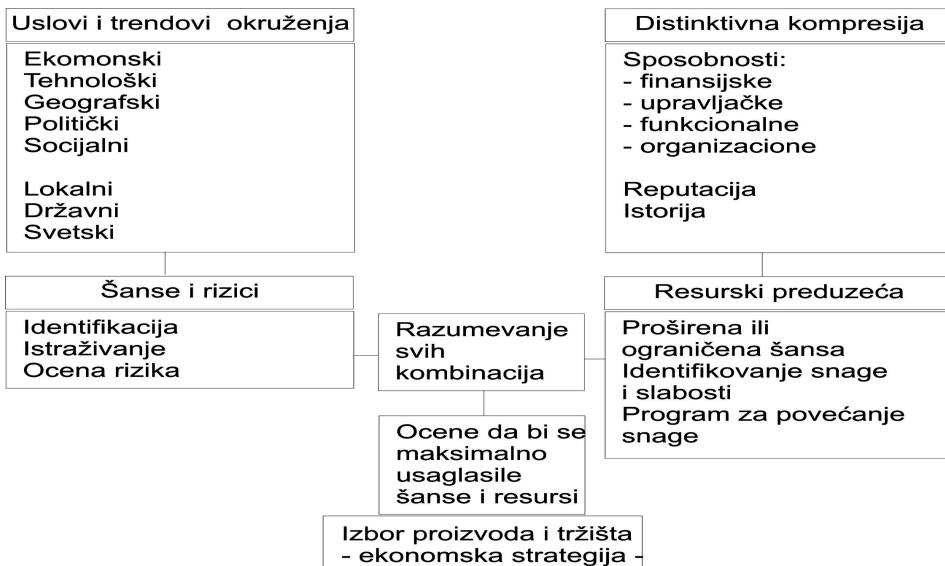 Uslovi i trendovi okruženja
Ekomonski
Tehnološki
Geografski
Politički
Socijalni
Lokalni
Državni
Svetski
Distinktivna kompresija
Sposobnosti:
- finansijske
- upravljačke
- funkcionalne
- organizacione
Reputacija
Istorija
Šanse i rizici
Identifikacija
Istraživanje
Ocena rizika
Razumevanje
svih
kombinacija
Resurski preduzeća
Proširena ili
ograničena šansa
Identifikovanje snage
i slabosti
Program za povećanje
snage
Ocene da bi se
maksimalno
usaglasile
šanse i resursi
Izbor proizvoda i tržišta
- ekonomska strategija -